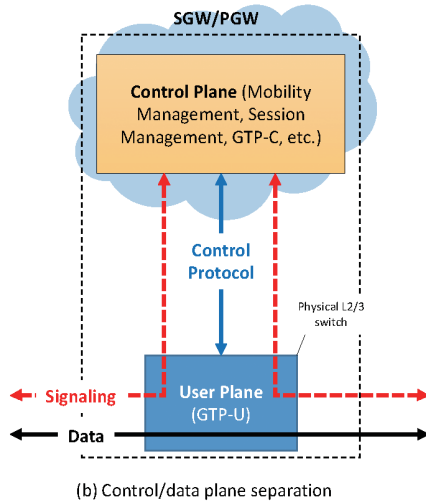 SGW/PGW
Control Plane (Mobility
Management, Session
Management, GTP-C, etc.)
Control
Protocol
Physical L2/3
switch
User Plane
(GTP-U)
Signaling
Data
(b) Control/data plane separation